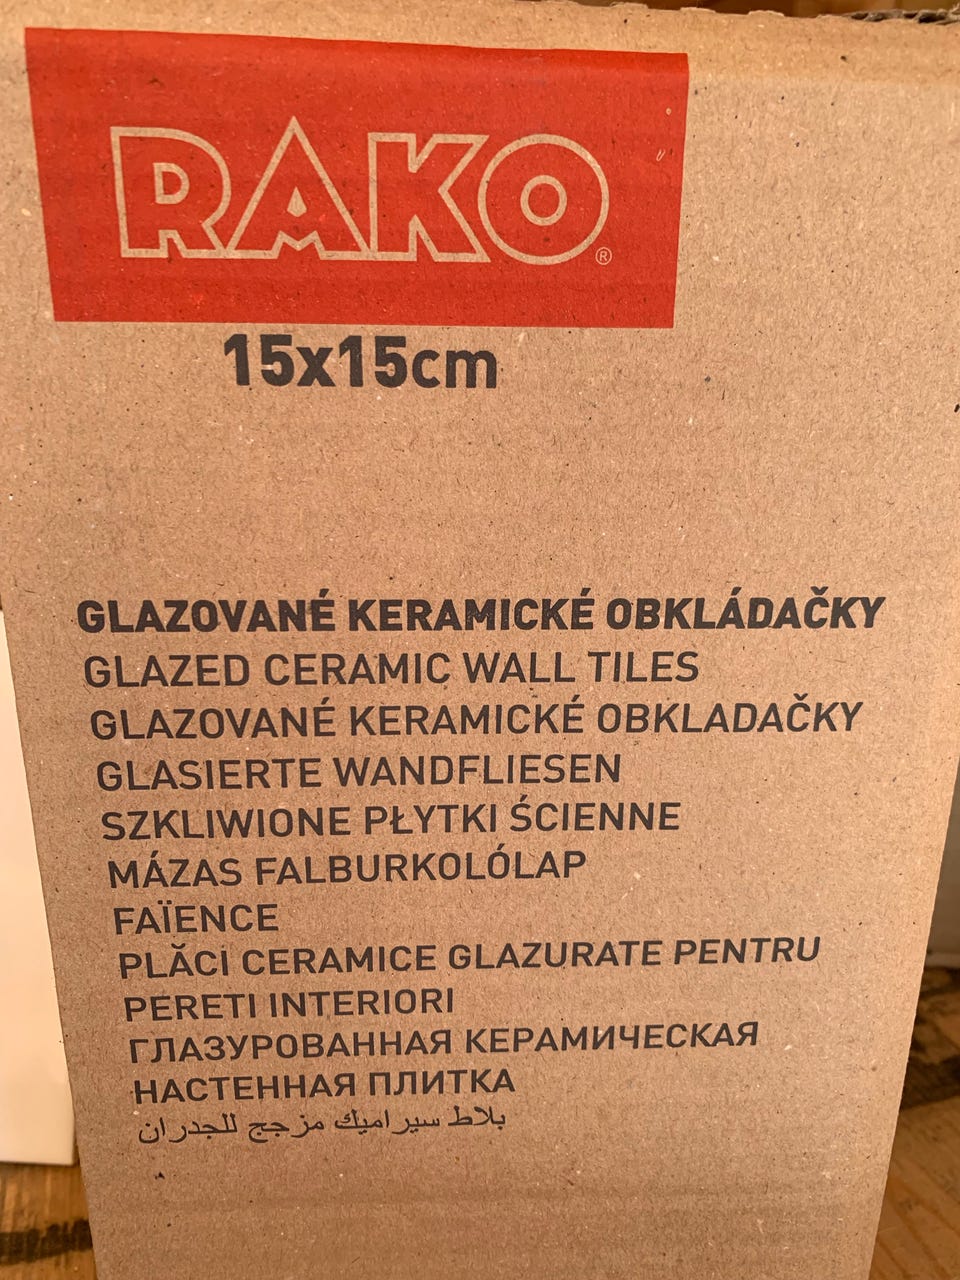 RAKO®
15x15cm
GLAZOVANÉ KERAMICKÉ OBKLÁDAČKY
GLAZED CERAMIC WALL TILES
GLAZOVANÉ KERAMICKÉ OBKLADAČKY
GLASIERTE WANDFLIESEN
SZKLIWIONE PŁYTKI ŚCIENNE
MÁZAS FALBURKOLÓLAP
FAÏENCE
PLĂCI CERAMICE GLAZURATE PENTRU
PERETI INTERIORI
ГЛАЗУРОВАННАЯ КЕРАМИЧЕСКАЯ
НАСТЕННАЯ ПЛИТКА
بلاط سيراميك مزجج للجدران